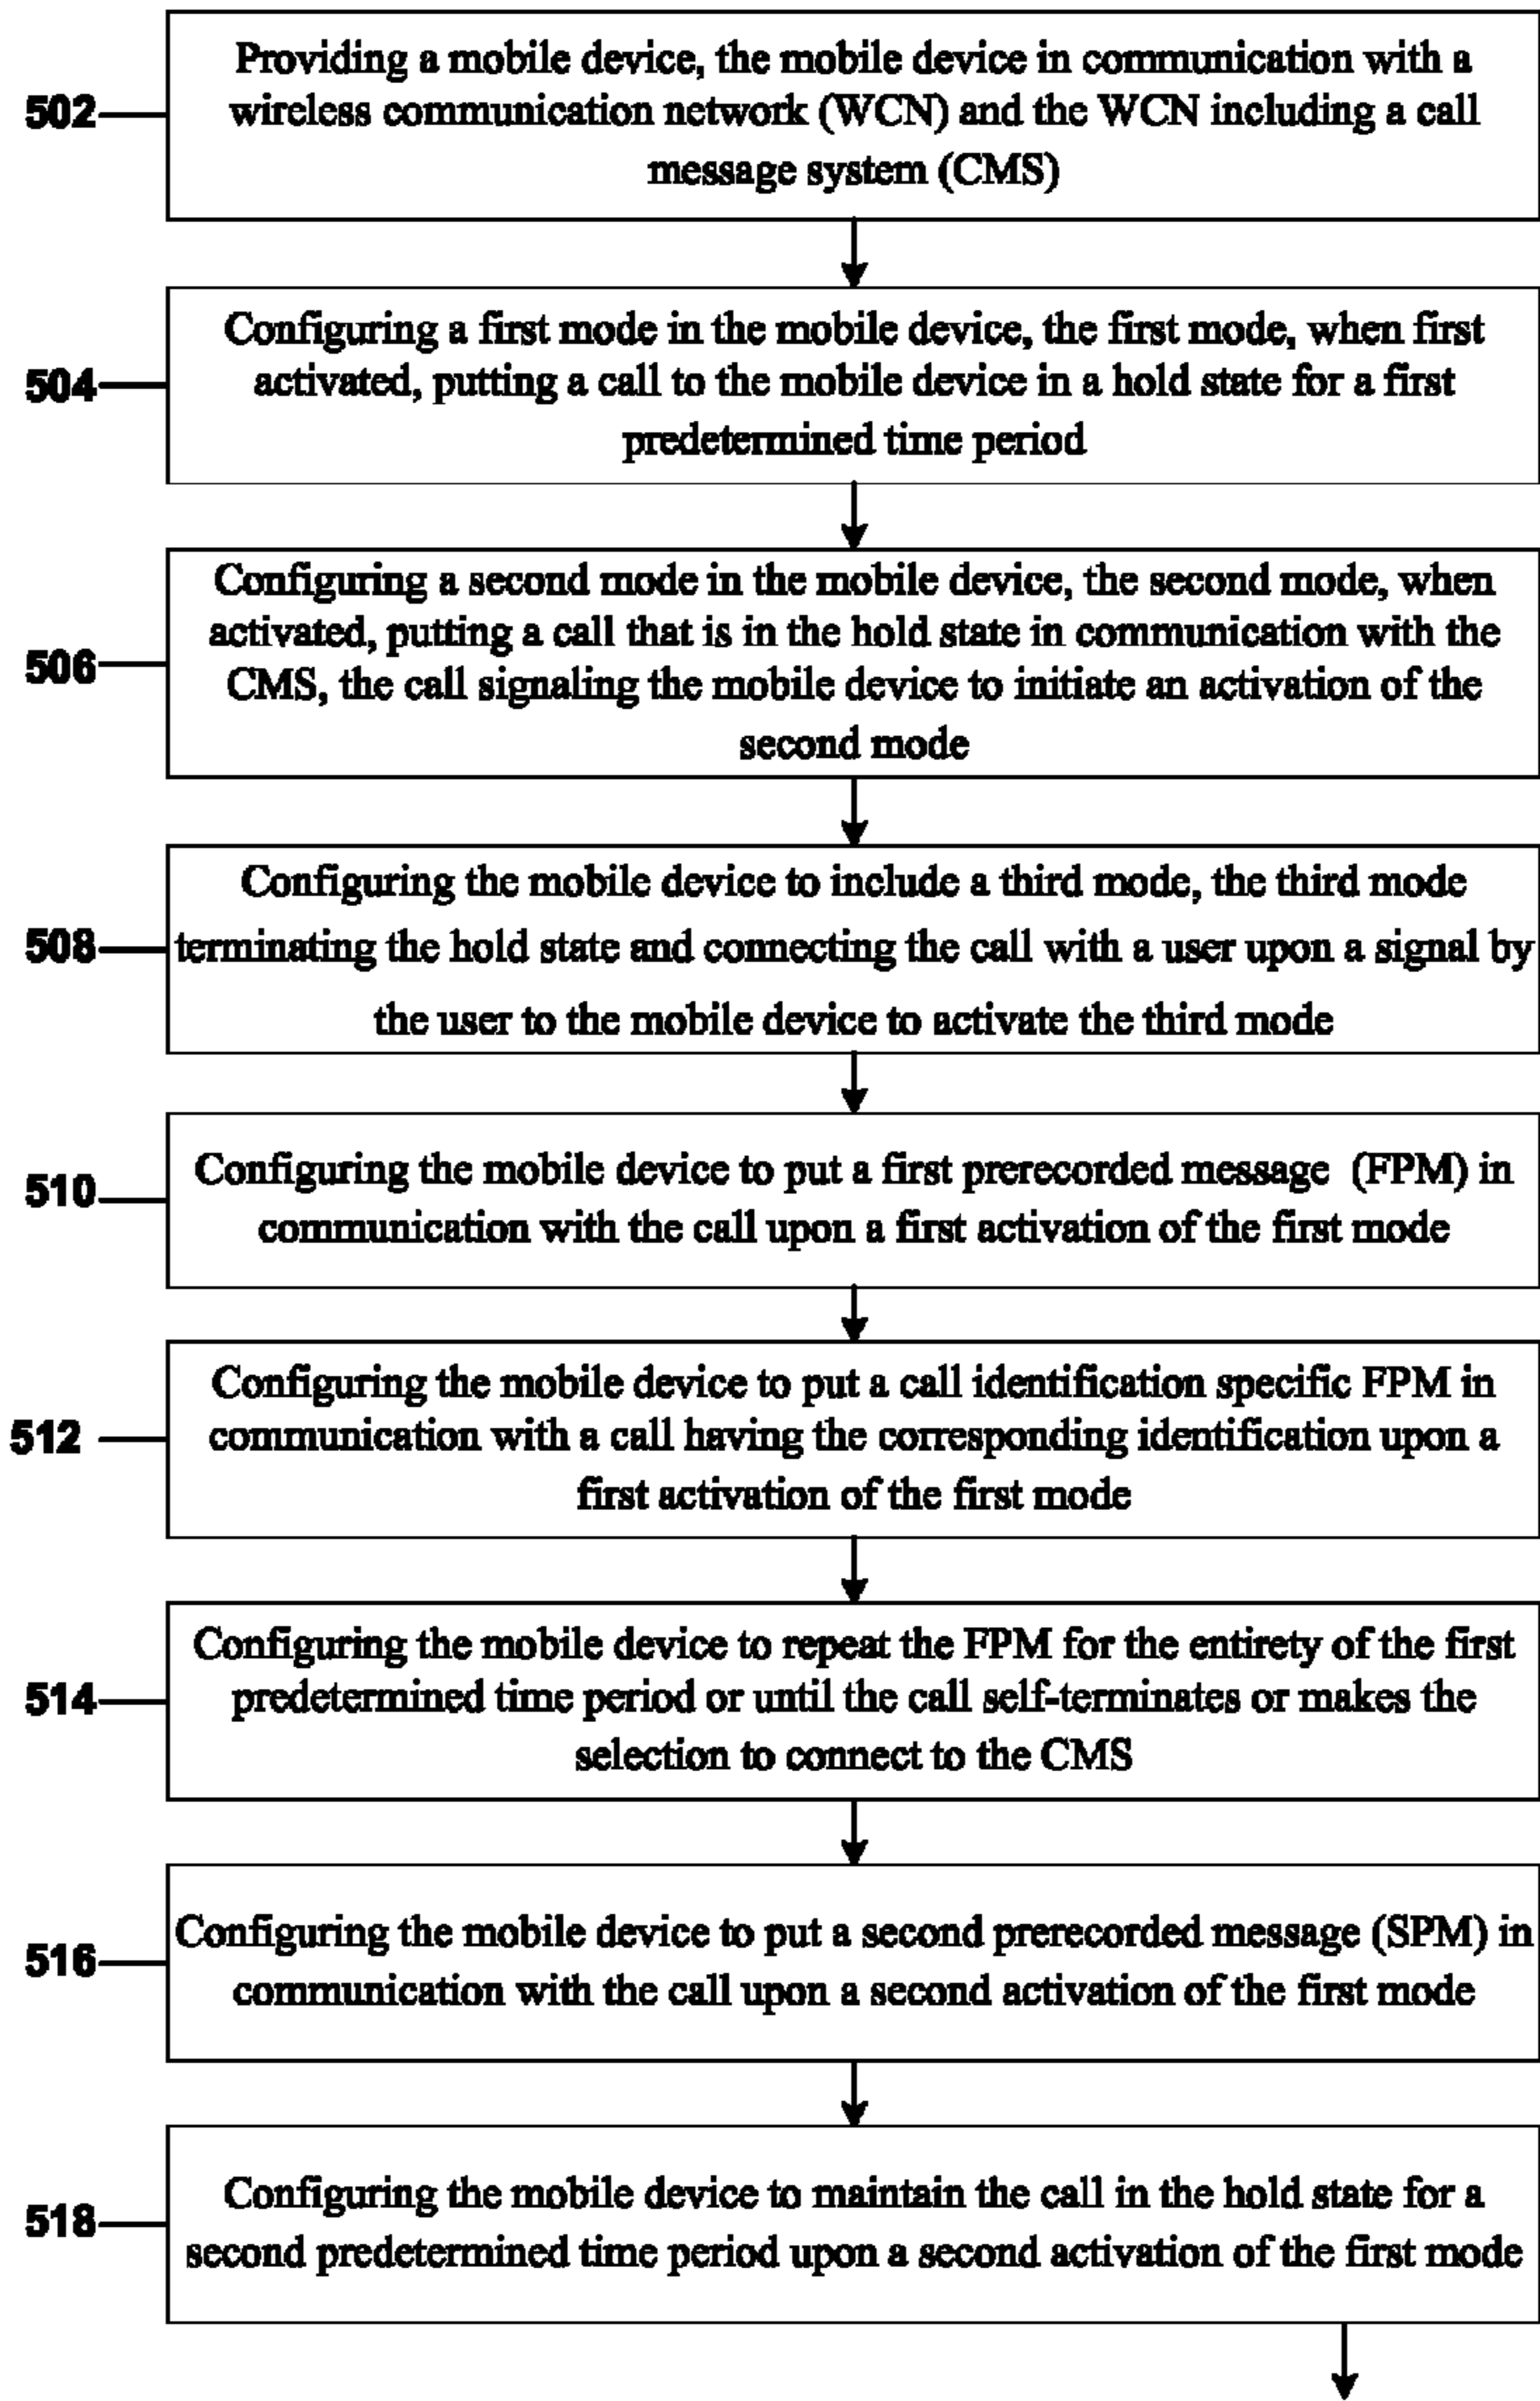 Providing a mobile device, the mobile device in communication with a
502
wireless communication network (WCN) and the WCN including a call
message system (CMS)
Configuring a first mode in the mobile device, the first mode, when first
504
activated, putting a call to the mobile device in a hold state for a first
predetermined time period
Configuring a second mode in the mobile device, the second mode, when
activated, putting a call that is in the hold state in communication with the
506
CMS, the call signaling the mobile device to initiate an activation of the
second mode
Configuring the mobile device to include a third mode, the third mode
508
terminating the hold state and connecting the call with a user upon a signal by
the user to the mobile device to activate the third mode
510
Configuring the mobile device to put a first prerecorded message (FPM) in
communication with the call upon a first activation of the first mode
Configuring the mobile device to put a call identification specific FPM in
512
communication with a call having the corresponding identification upon a
first activation of the first mode
Configuring the mobile device to repeat the FPM for the entirety of the first
514
predetermined time period or until the call self-terminates or makes the
selection to connect to the CMS
516
Configuring the mobile device to put a second prerecorded message (SPM) in
communication with the call upon a second activation of the first mode
518
Configuring the mobile device to maintain the call in the hold state for a
second predetermined time period upon a second activation of the first mode